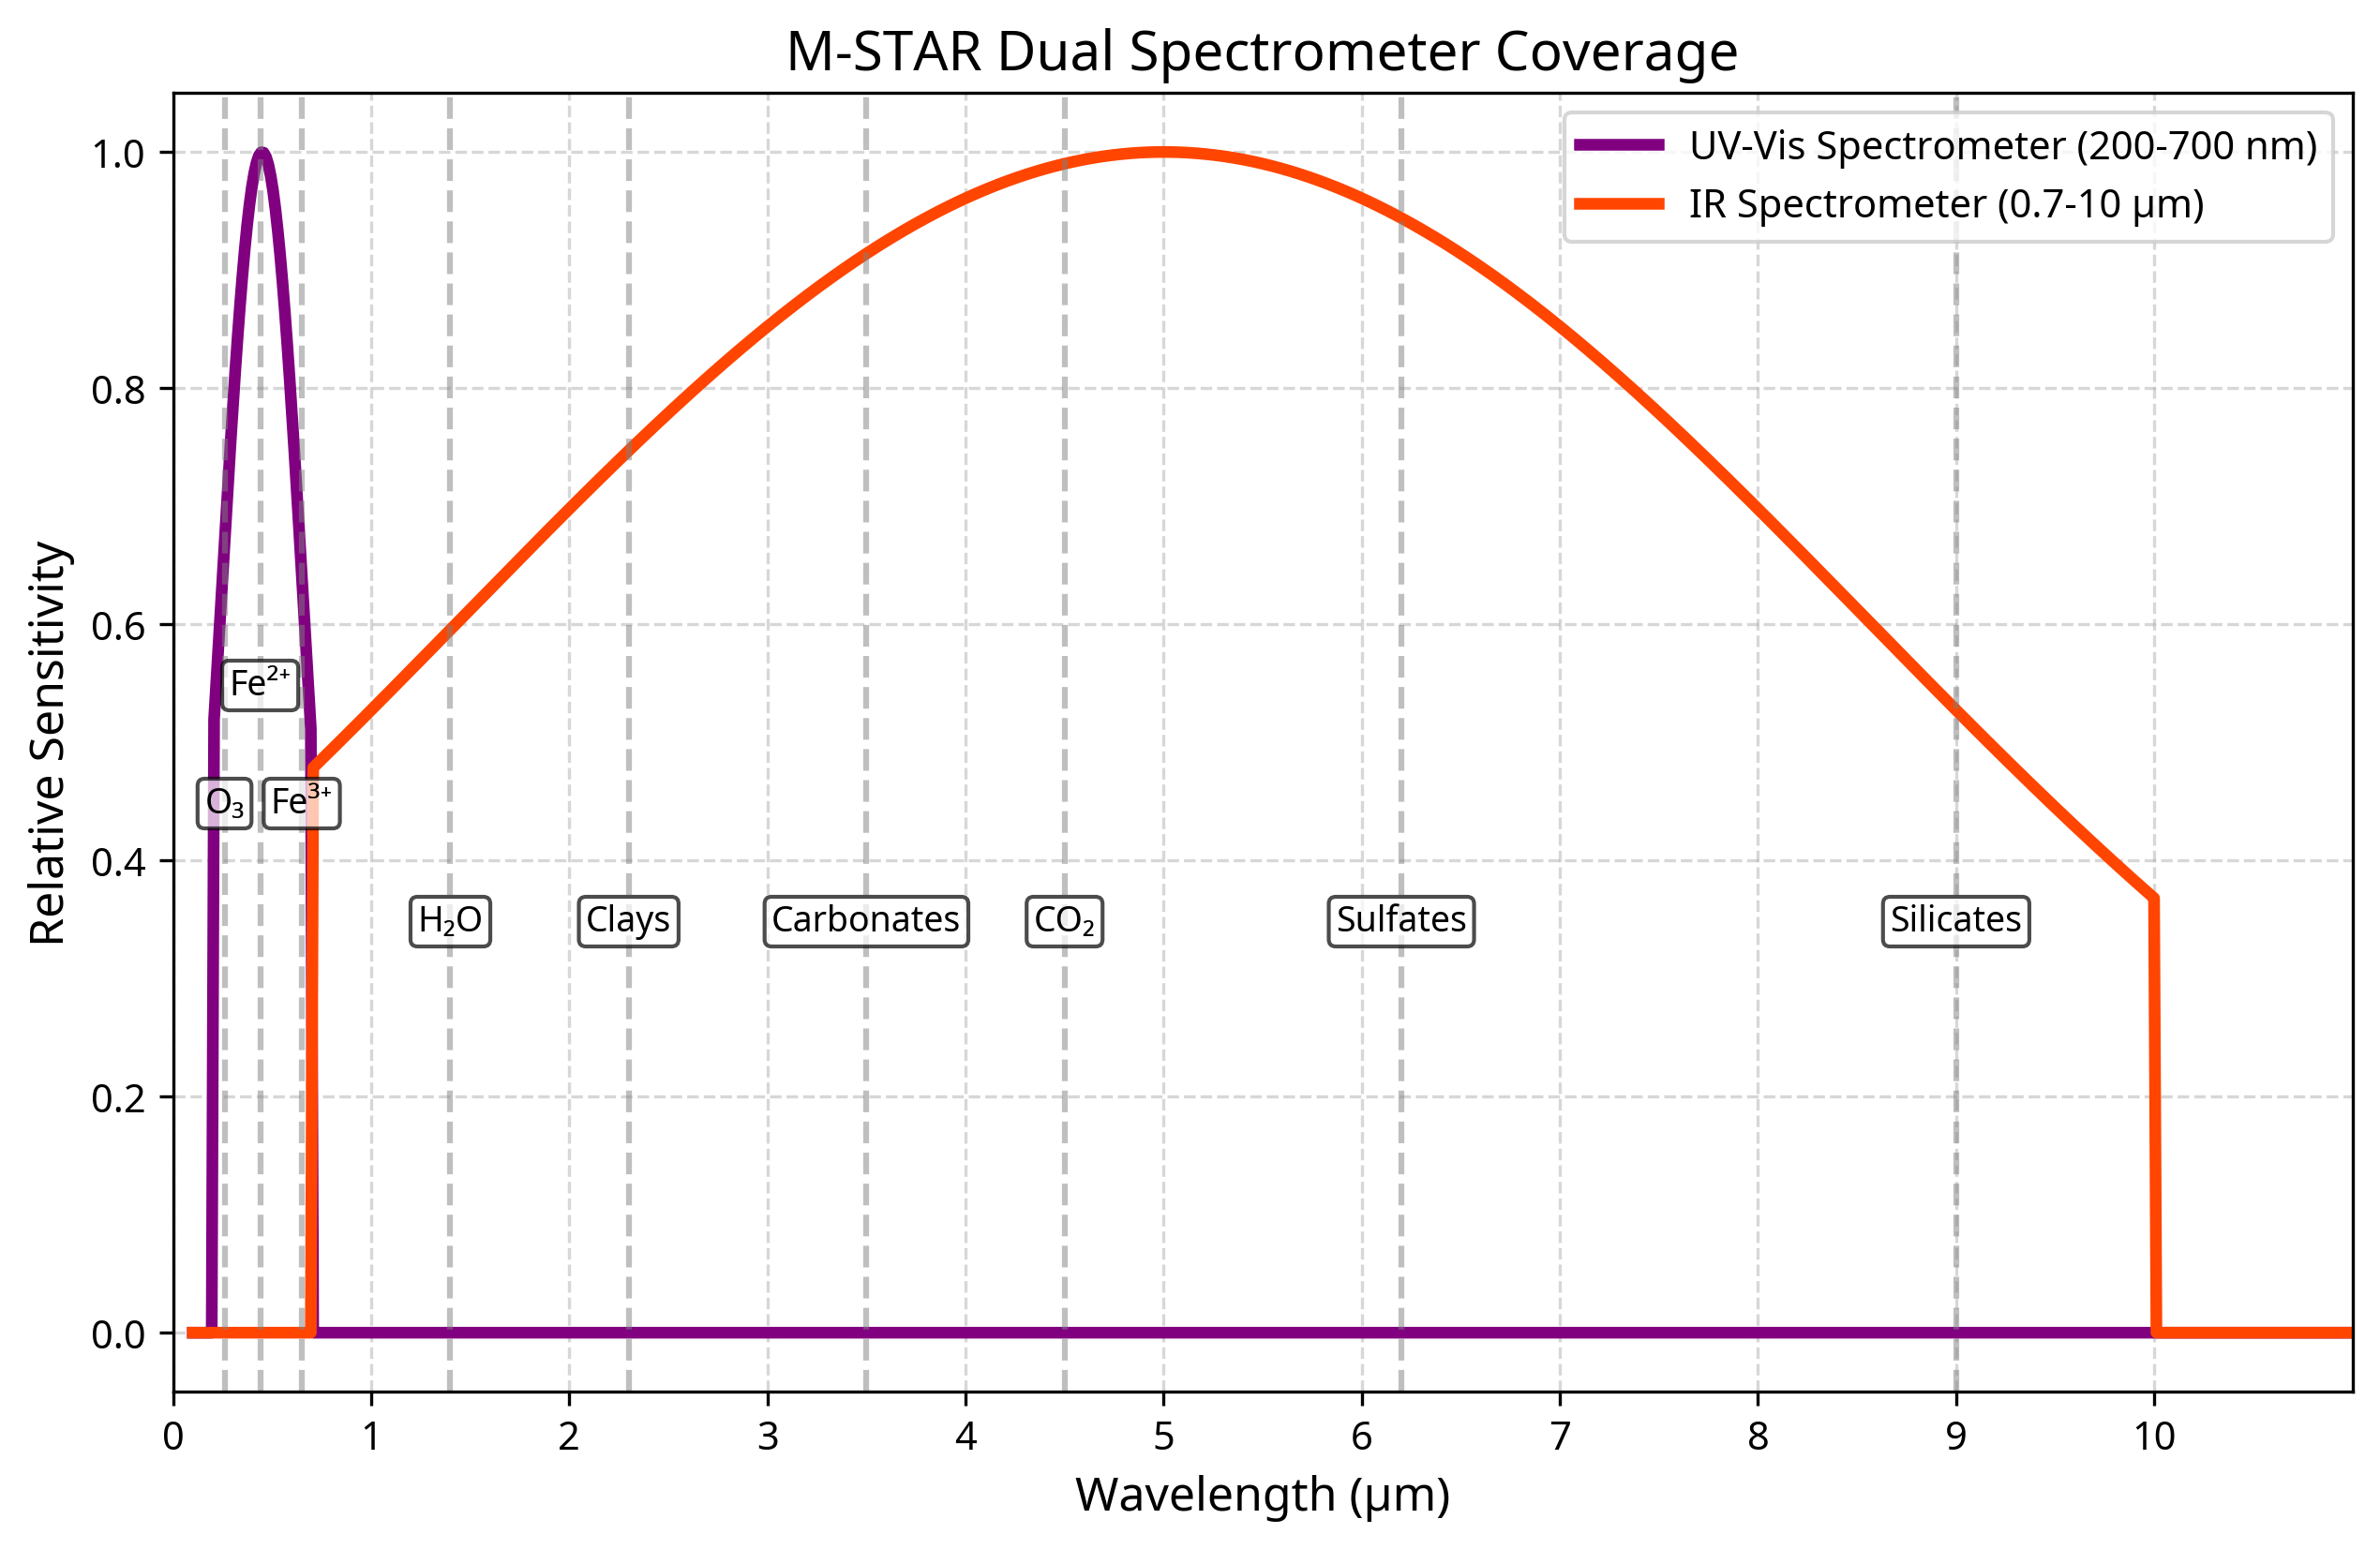 M-STAR Dual Spectrometer Coverage
UV-Vis Spectrometer (200-700 nm)
IR Spectrometer (0.7-10 µm)
Relative Sensitivity
1.0
0.8
0.6
0.4
0.2
0.0
Fe²⁺
O₃
Fe³⁺
H₂O
Clays
Carbonates
CO₂
Sulfates
Silicates
0 1 2 3 4 5 6 7 8 9 10
Wavelength (µm)